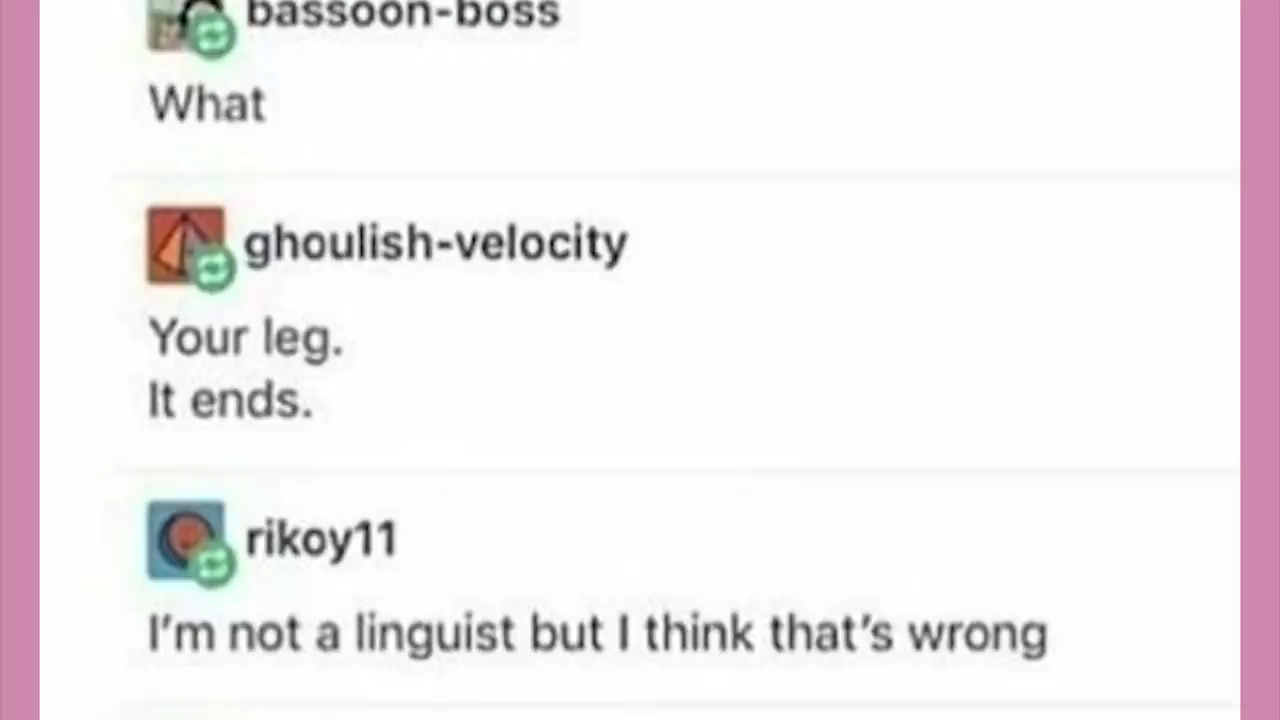 bassoon-boss
What
ghoulish-velocity
Your leg.
It ends.
rikoy11
I'm not a linguist but I think that's wrong